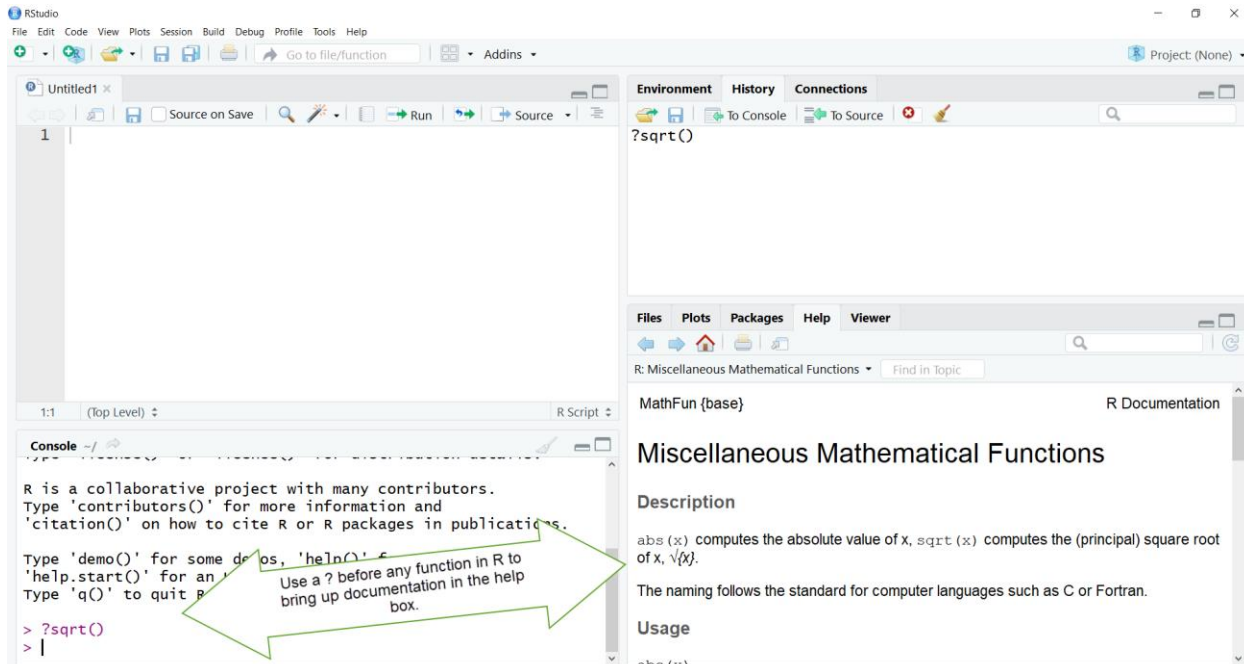 RStudio
File Edit Code View Plots Session Build Debug Profile Tools Help
Go to file/function Addins Project: (None)
Untitled1
Source on Save Run Source
1
1:1 (Top Level) R Script
Console ~/
R is a collaborative project with many contributors.
Type 'contributors()' for more information and
'citation()' on how to cite R or R packages in publications.
Type 'demo()' for some demos, 'help()' f
'help.start()' for an
Type 'q()' to quit R
> ?sqrt()
>
Use a ? before any function in R to
bring up documentation in the help
box.
Environment History Connections
To Console To Source
?sqrt()
Files Plots Packages Help Viewer
R: Miscellaneous Mathematical Functions Find in Topic
MathFun {base} R Documentation
Miscellaneous Mathematical Functions
Description
abs(x) computes the absolute value of x, sqrt(x) computes the (principal) square root
of x, √{x}.
The naming follows the standard for computer languages such as C or Fortran.
Usage